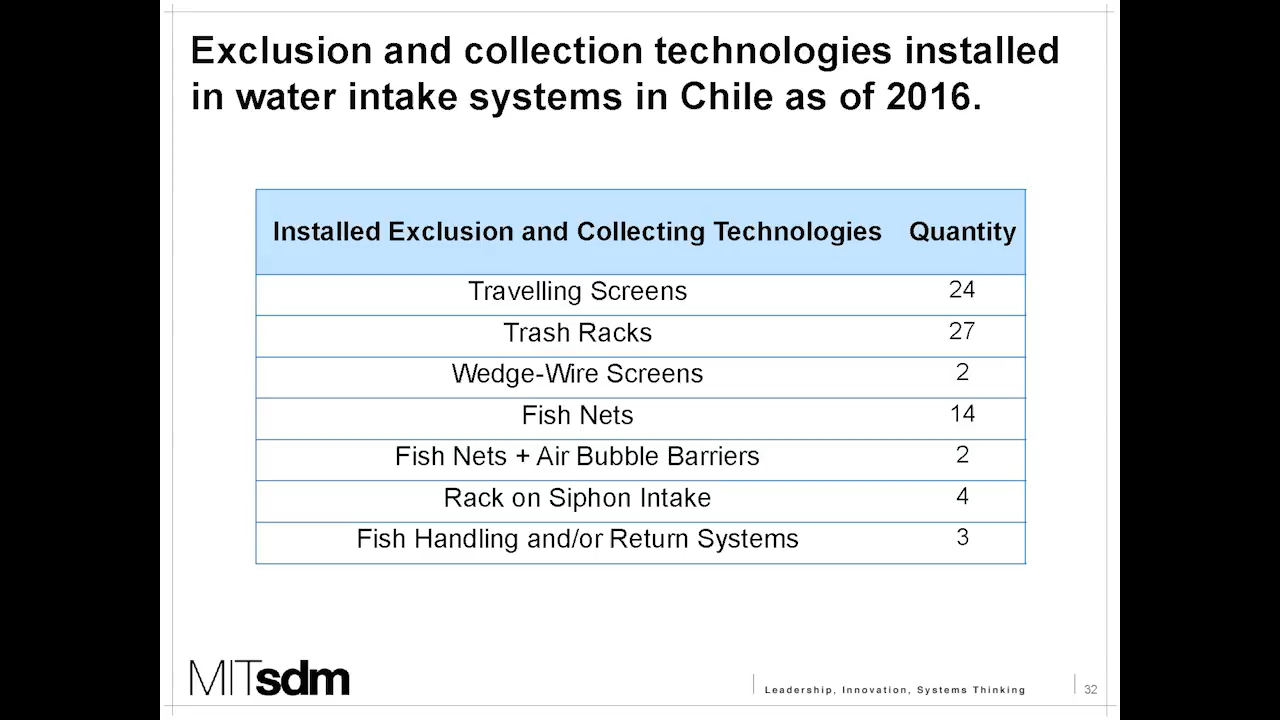 Exclusion and collection technologies installed
in water intake systems in Chile as of 2016.
Installed Exclusion and Collecting Technologies Quantity
Travelling Screens 24
Trash Racks 27
Wedge-Wire Screens 2
Fish Nets 14
Fish Nets + Air Bubble Barriers 2
Rack on Siphon Intake 4
Fish Handling and/or Return Systems 3
MITsdm
Leadership, Innovation, Systems Thinking
32